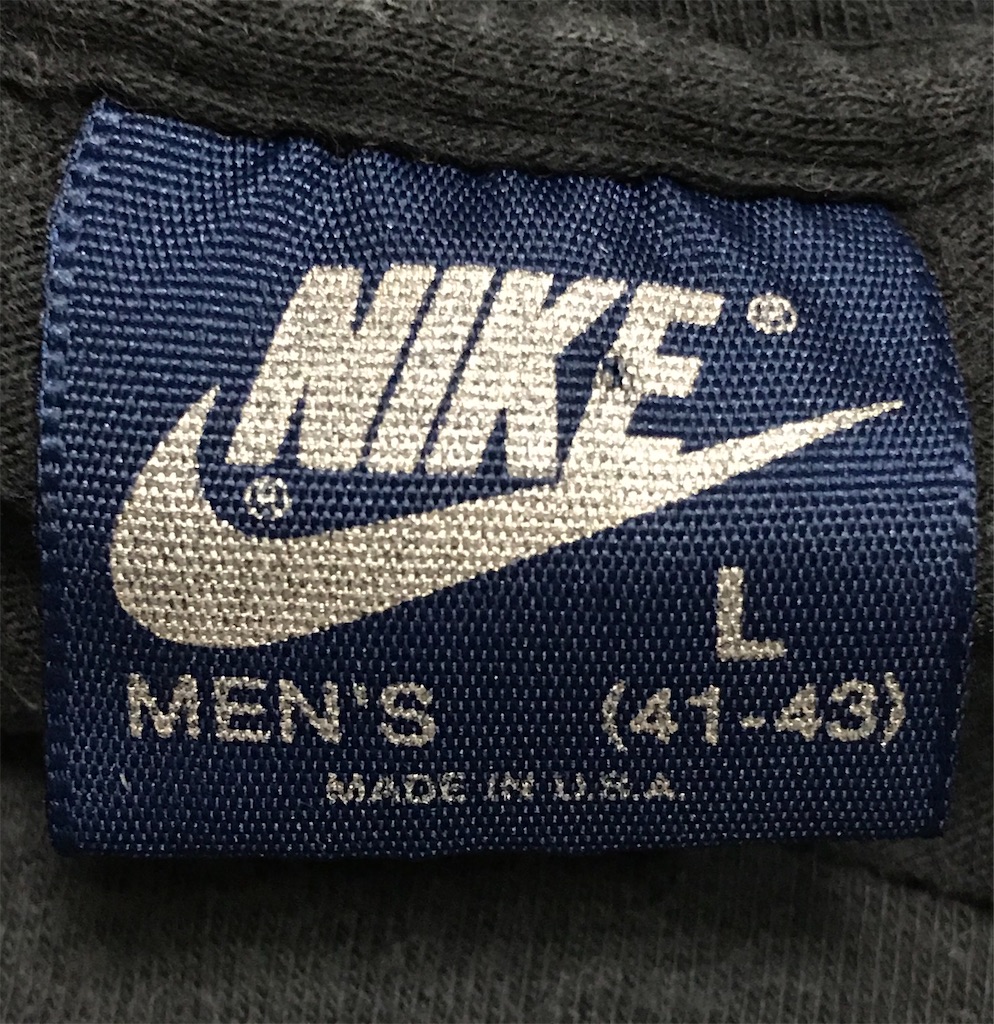 NIKE®
®
L
MEN'S (41-43)
MADE IN U.S.A.